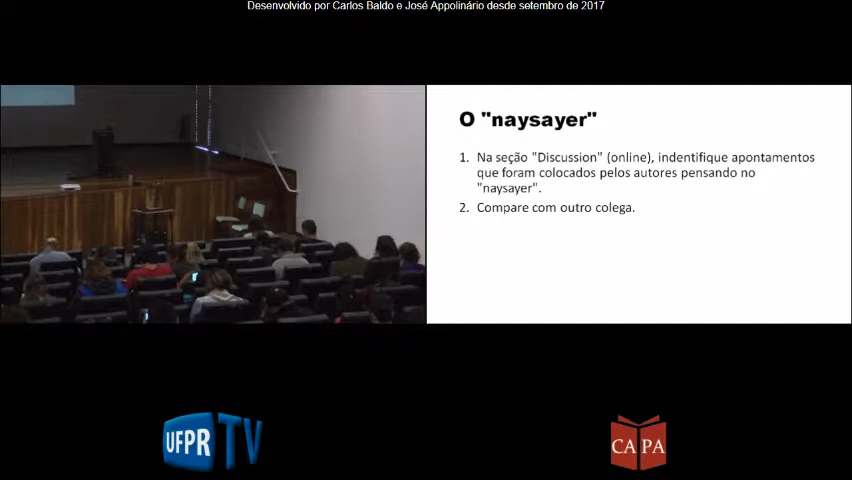 Desenvolvido por Carlos Baldo e José Appolinário desde setembro de 2017
O "naysayer"
1. Na seção "Discussion" (online), indentifique apontamentos
que foram colocados pelos autores pensando no
"naysayer".
2. Compare com outro colega.
UFPR TV
CAPA